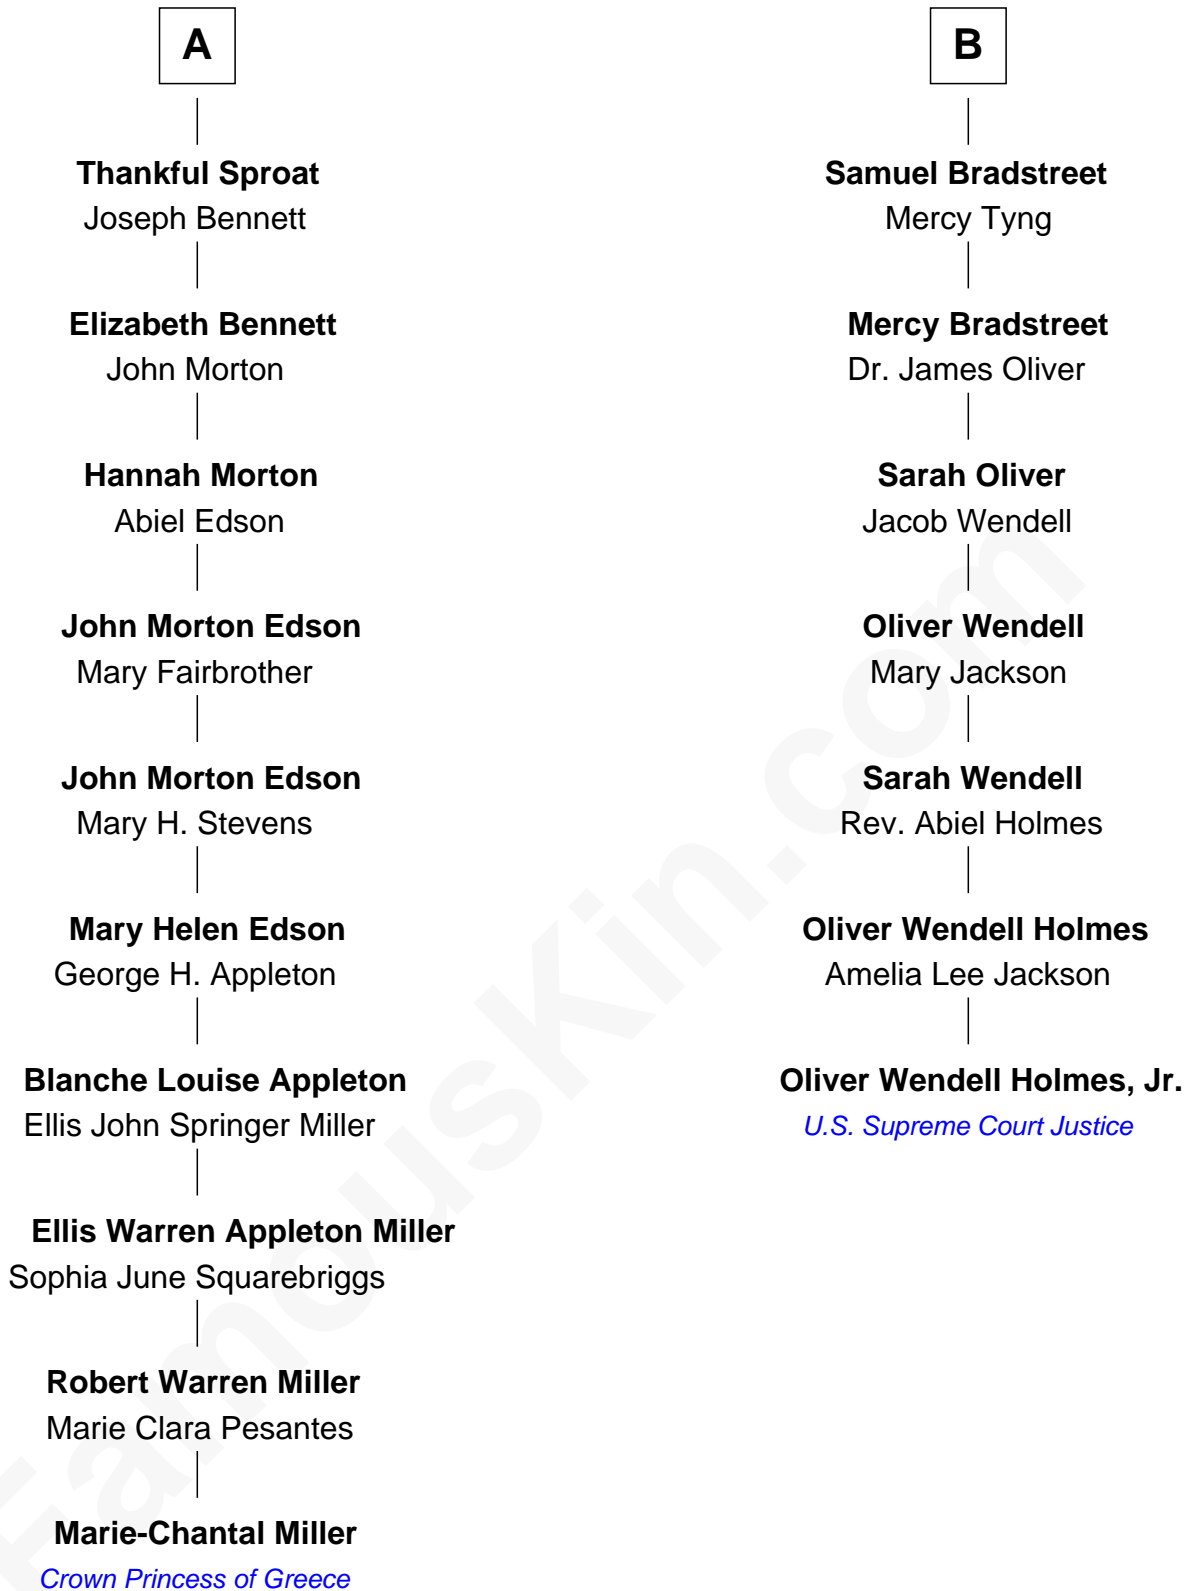 A
Thankful Sproat
Joseph Bennett
Elizabeth Bennett
John Morton
Hannah Morton
Abiel Edson
John Morton Edson
Mary Fairbrother
John Morton Edson
Mary H. Stevens
Mary Helen Edson
George H. Appleton
Blanche Louise Appleton
Ellis John Springer Miller
Ellis Warren Appleton Miller
Sophia June Squarebriggs
Robert Warren Miller
Marie Clara Pesantes
Marie-Chantal Miller
Crown Princess of Greece
B
Samuel Bradstreet
Mercy Tyng
Mercy Bradstreet
Dr. James Oliver
Sarah Oliver
Jacob Wendell
Oliver Wendell
Mary Jackson
Sarah Wendell
Rev. Abiel Holmes
Oliver Wendell Holmes
Amelia Lee Jackson
Oliver Wendell Holmes, Jr.
U.S. Supreme Court Justice
FamousKin.com